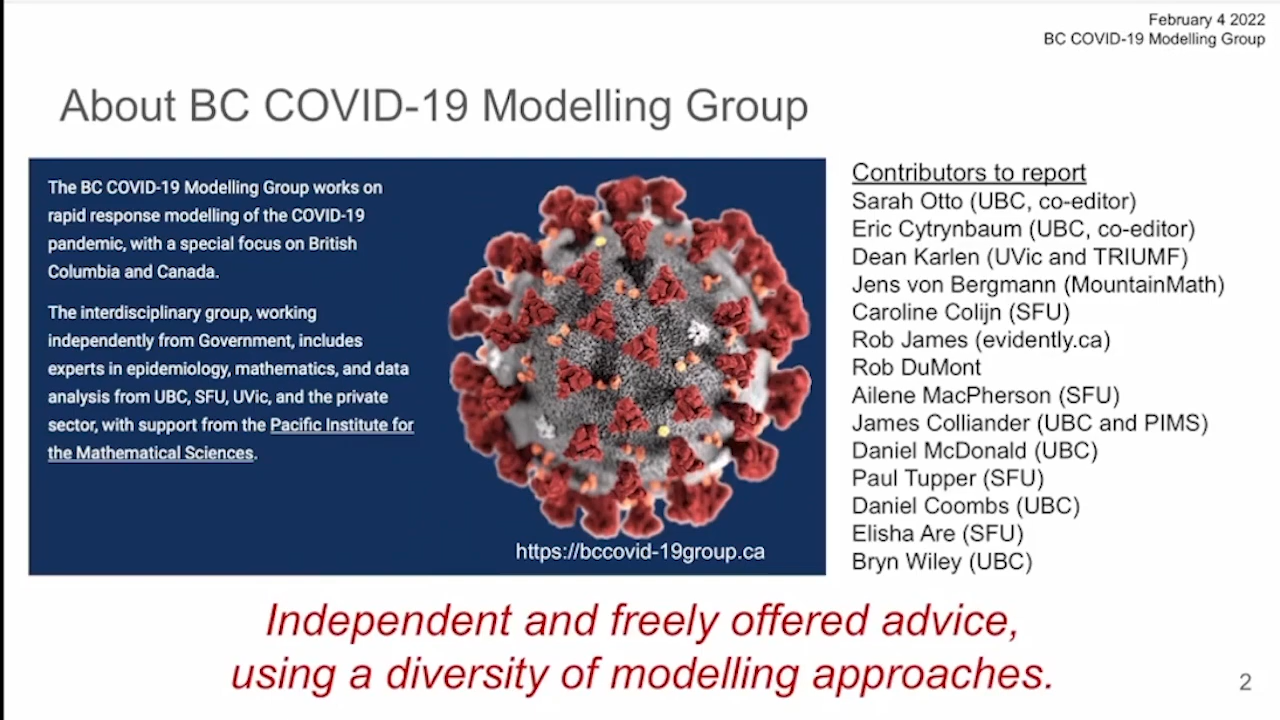 February 4 2022
BC COVID-19 Modelling Group
About BC COVID-19 Modelling Group
The BC COVID-19 Modelling Group works on
rapid response modelling of the COVID-19
pandemic, with a special focus on British
Columbia and Canada.
The interdisciplinary group, working
independently from Government, includes
experts in epidemiology, mathematics, and data
analysis from UBC, SFU, UVic, and the private
sector, with support from the Pacific Institute for
the Mathematical Sciences.
https://bccovid-19group.ca
Contributors to report
Sarah Otto (UBC, co-editor)
Eric Cytrynbaum (UBC, co-editor)
Dean Karlen (UVic and TRIUMF)
Jens von Bergmann (MountainMath)
Caroline Colijn (SFU)
Rob James (evidently.ca)
Rob DuMont
Ailene MacPherson (SFU)
James Colliander (UBC and PIMS)
Daniel McDonald (UBC)
Paul Tupper (SFU)
Daniel Coombs (UBC)
Elisha Are (SFU)
Bryn Wiley (UBC)
Independent and freely offered advice,
using a diversity of modelling approaches.
2